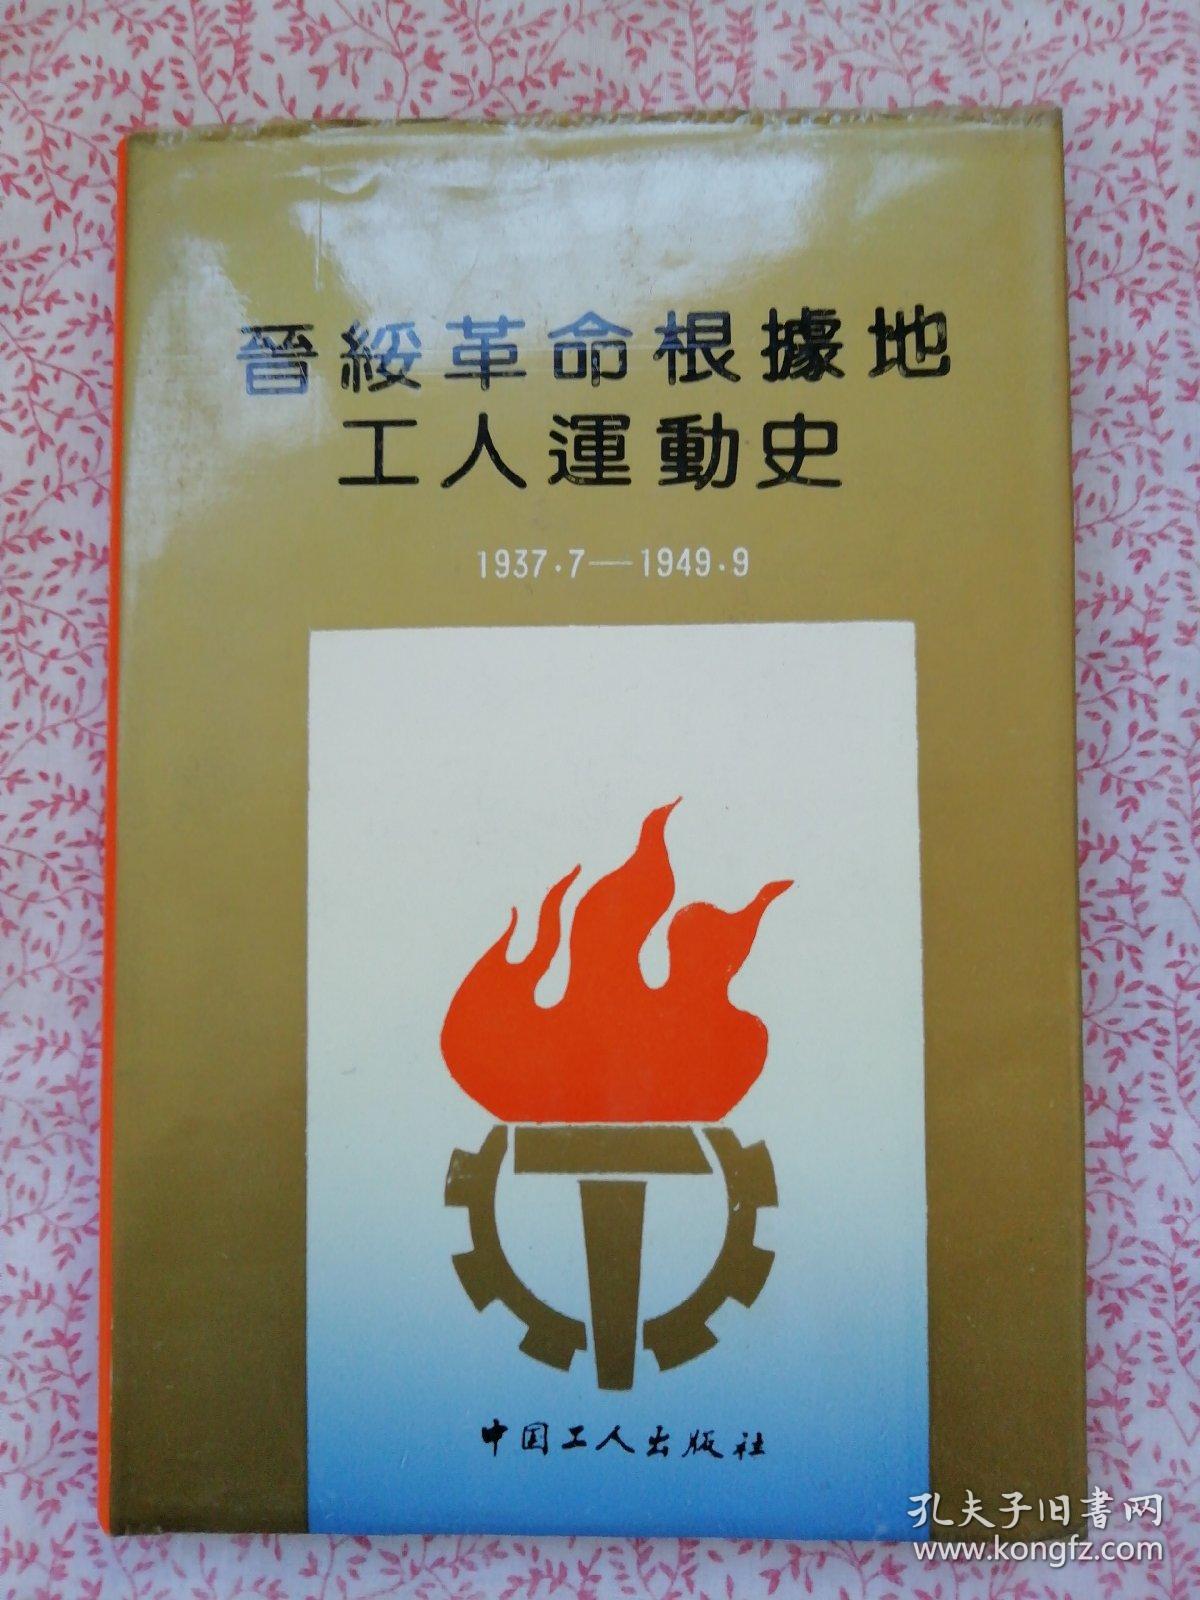 晉綏革命根據地
工人運動史
1937·7—1949·9
中国工人出版社
孔夫子旧書网
www.kongfz.com